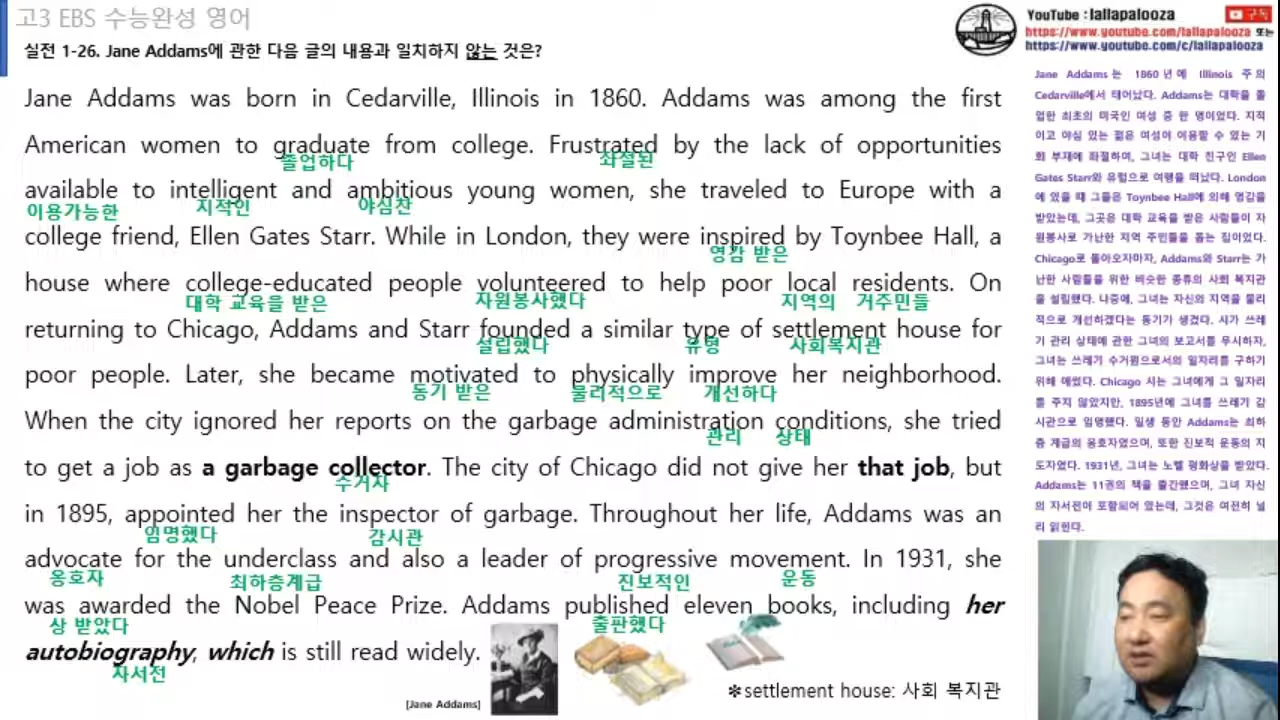 고3 EBS 수능완성 영어
실전 1-26. Jane Addams에 관한 다음 글의 내용과 일치하지 않는 것은?
Jane Addams was born in Cedarville, Illinois in 1860. Addams was among the first
American women to graduate from college. Frustrated by the lack of opportunities
졸업하다 좌절된
available to intelligent and ambitious young women, she traveled to Europe with a
이용가능한 지적인 야심찬
college friend, Ellen Gates Starr. While in London, they were inspired by Toynbee Hall, a
영감 받은
house where college-educated people volunteered to help poor local residents. On
대학 교육을 받은 자원봉사했다 지역의 거주민들
returning to Chicago, Addams and Starr founded a similar type of settlement house for
설립했다 유형 사회복지관
poor people. Later, she became motivated to physically improve her neighborhood.
동기 받은 물리적으로 개선하다
When the city ignored her reports on the garbage administration conditions, she tried
관리 상태
to get a job as a garbage collector. The city of Chicago did not give her that job, but
수거자
in 1895, appointed her the inspector of garbage. Throughout her life, Addams was an
임명했다 감시관
advocate for the underclass and also a leader of progressive movement. In 1931, she
옹호자 최하층계급 진보적인 운동
was awarded the Nobel Peace Prize. Addams published eleven books, including her
상 받았다 출판했다
autobiography, which is still read widely.
자서전
[Jane Addams]
✻settlement house: 사회 복지관
YouTube : lallapalooza
구독
https://www.youtube.com/lallapalooza 또는
https://www.youtube.com/c/lallapalooza
Jane Addams는 1860년에 Illinois 주의
Cedarville에서 태어났다. Addams는 대학을 졸
업한 최초의 미국인 여성 중 한 명이었다. 지적
이고 야심 있는 젊은 여성이 이용할 수 있는 기
회 부재에 좌절하여, 그녀는 대학 친구인 Ellen
Gates Starr와 유럽으로 여행을 떠났다. London
에 있을 때 그들은 Toynbee Hall에 의해 영감을
받았는데, 그곳은 대학 교육을 받은 사람들이 자
원봉사로 가난한 지역 주민들을 돕는 집이었다.
Chicago로 돌아오자마자, Addams와 Starr는 가
난한 사람들을 위한 비슷한 종류의 사회 복지관
을 설립했다. 나중에, 그녀는 자신의 지역을 물리
적으로 개선하겠다는 동기가 생겼다. 시가 쓰레
기 관리 상태에 관한 그녀의 보고서를 무시하자,
그녀는 쓰레기 수거원으로서의 일자리를 구하기
위해 애썼다. Chicago 시는 그녀에게 그 일자리
를 주지 않았지만, 1895년에 그녀를 쓰레기 감
시관으로 임명했다. 일생 동안 Addams는 최하
층 계급의 옹호자였으며, 또한 진보적 운동의 지
도자였다. 1931년, 그녀는 노벨 평화상을 받았다.
Addams는 11권의 책을 출간했으며, 그녀 자신
의 자서전이 포함되어 있는데, 그것은 여전히 널
리 읽힌다.